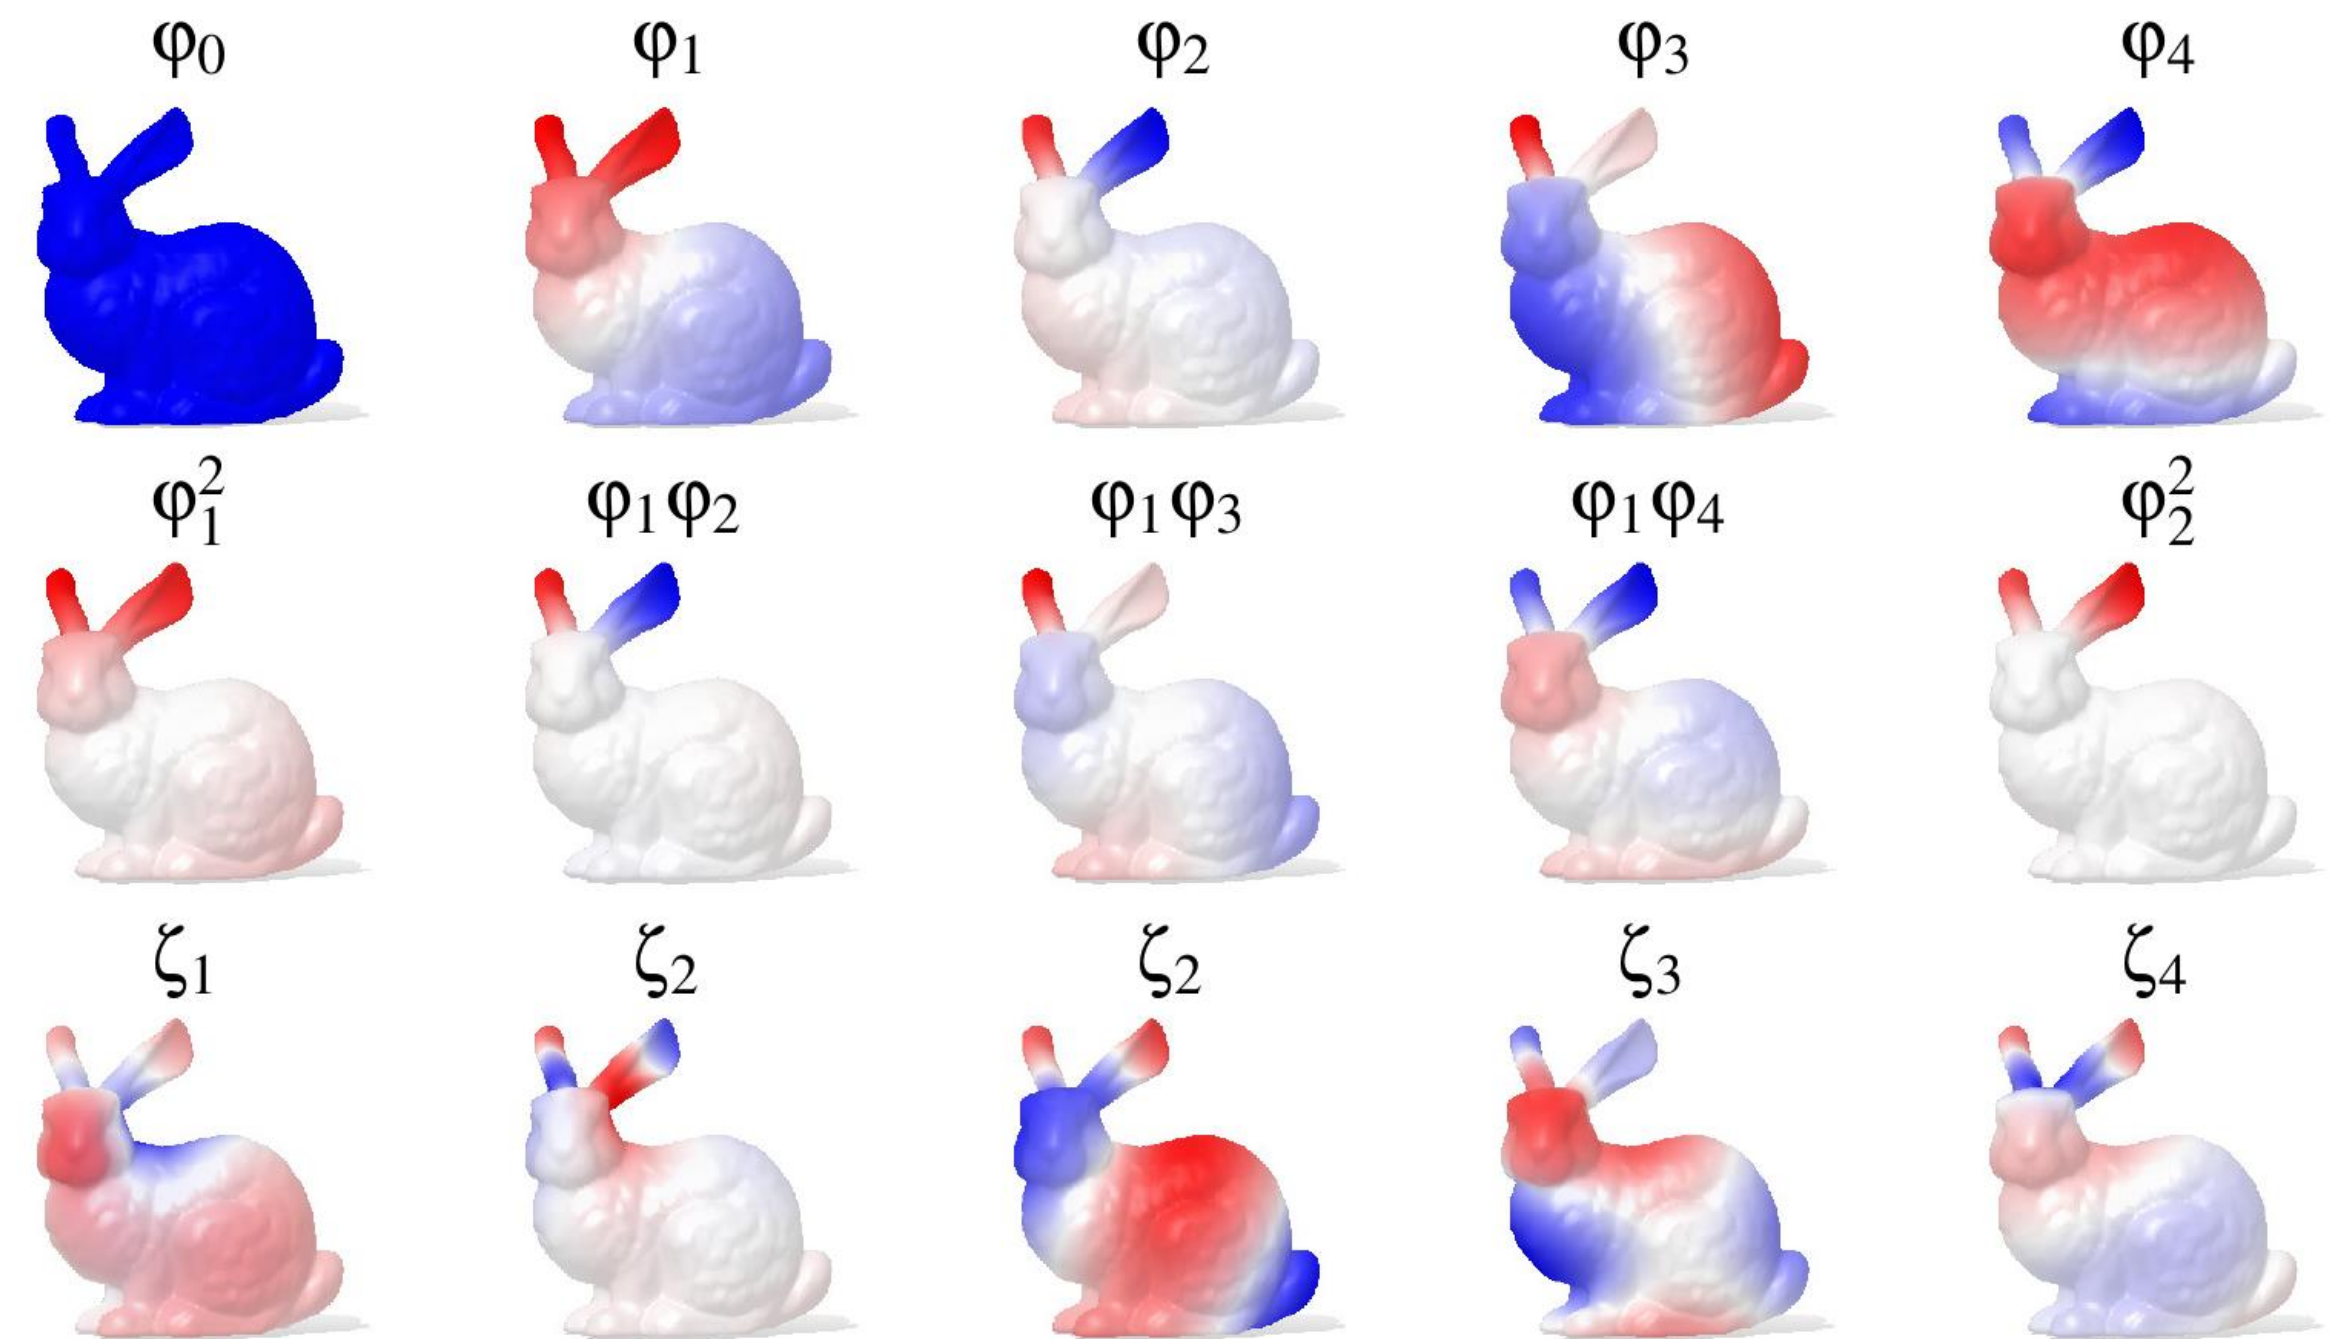 φ₀ φ₁ φ₂ φ₃ φ₄
φ₁² φ₁φ₂ φ₁φ₃ φ₁φ₄ φ₂²
ζ₁ ζ₂ ζ₂ ζ₃ ζ₄